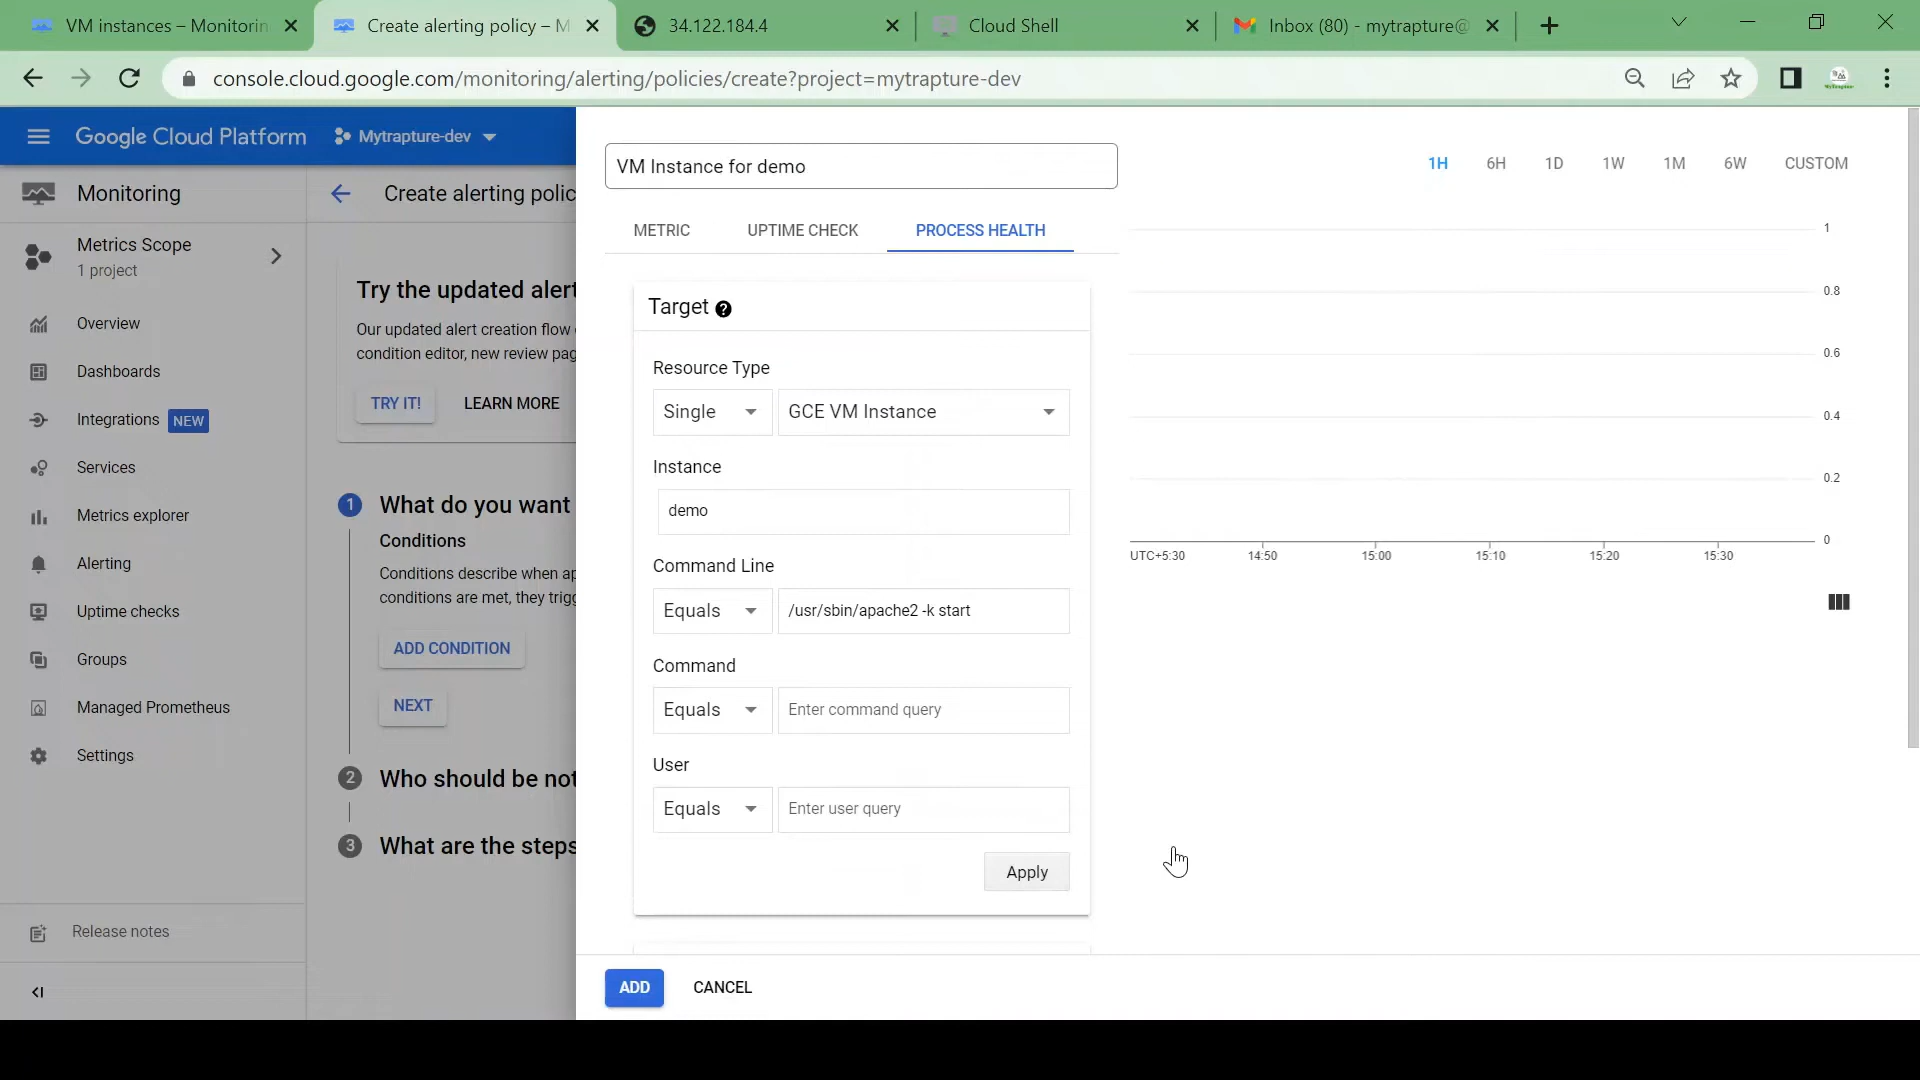 VM instances – Monitorin
Create alerting policy – M
34.122.184.4
Cloud Shell
Inbox (80) - mytrapture@
console.cloud.google.com/monitoring/alerting/policies/create?project=mytrapture-dev
Google Cloud Platform
Mytrapture-dev
Monitoring
Metrics Scope
1 project
Overview
Dashboards
Integrations NEW
Services
Metrics explorer
Alerting
Uptime checks
Groups
Managed Prometheus
Settings
Release notes
Create alerting polic
Try the updated alert
Our updated alert creation flow
condition editor, new review pag
TRY IT! LEARN MORE
1 What do you want
Conditions
Conditions describe when ap
conditions are met, they trigg
ADD CONDITION
NEXT
2 Who should be not
3 What are the steps
VM Instance for demo
METRIC UPTIME CHECK PROCESS HEALTH
Target ?
Resource Type
Single GCE VM Instance
Instance
demo
Command Line
Equals /usr/sbin/apache2 -k start
Command
Equals Enter command query
User
Equals Enter user query
Apply
ADD CANCEL
1H 6H 1D 1W 1M 6W CUSTOM
1
0.8
0.6
0.4
0.2
0
UTC+5:30 14:50 15:00 15:10 15:20 15:30